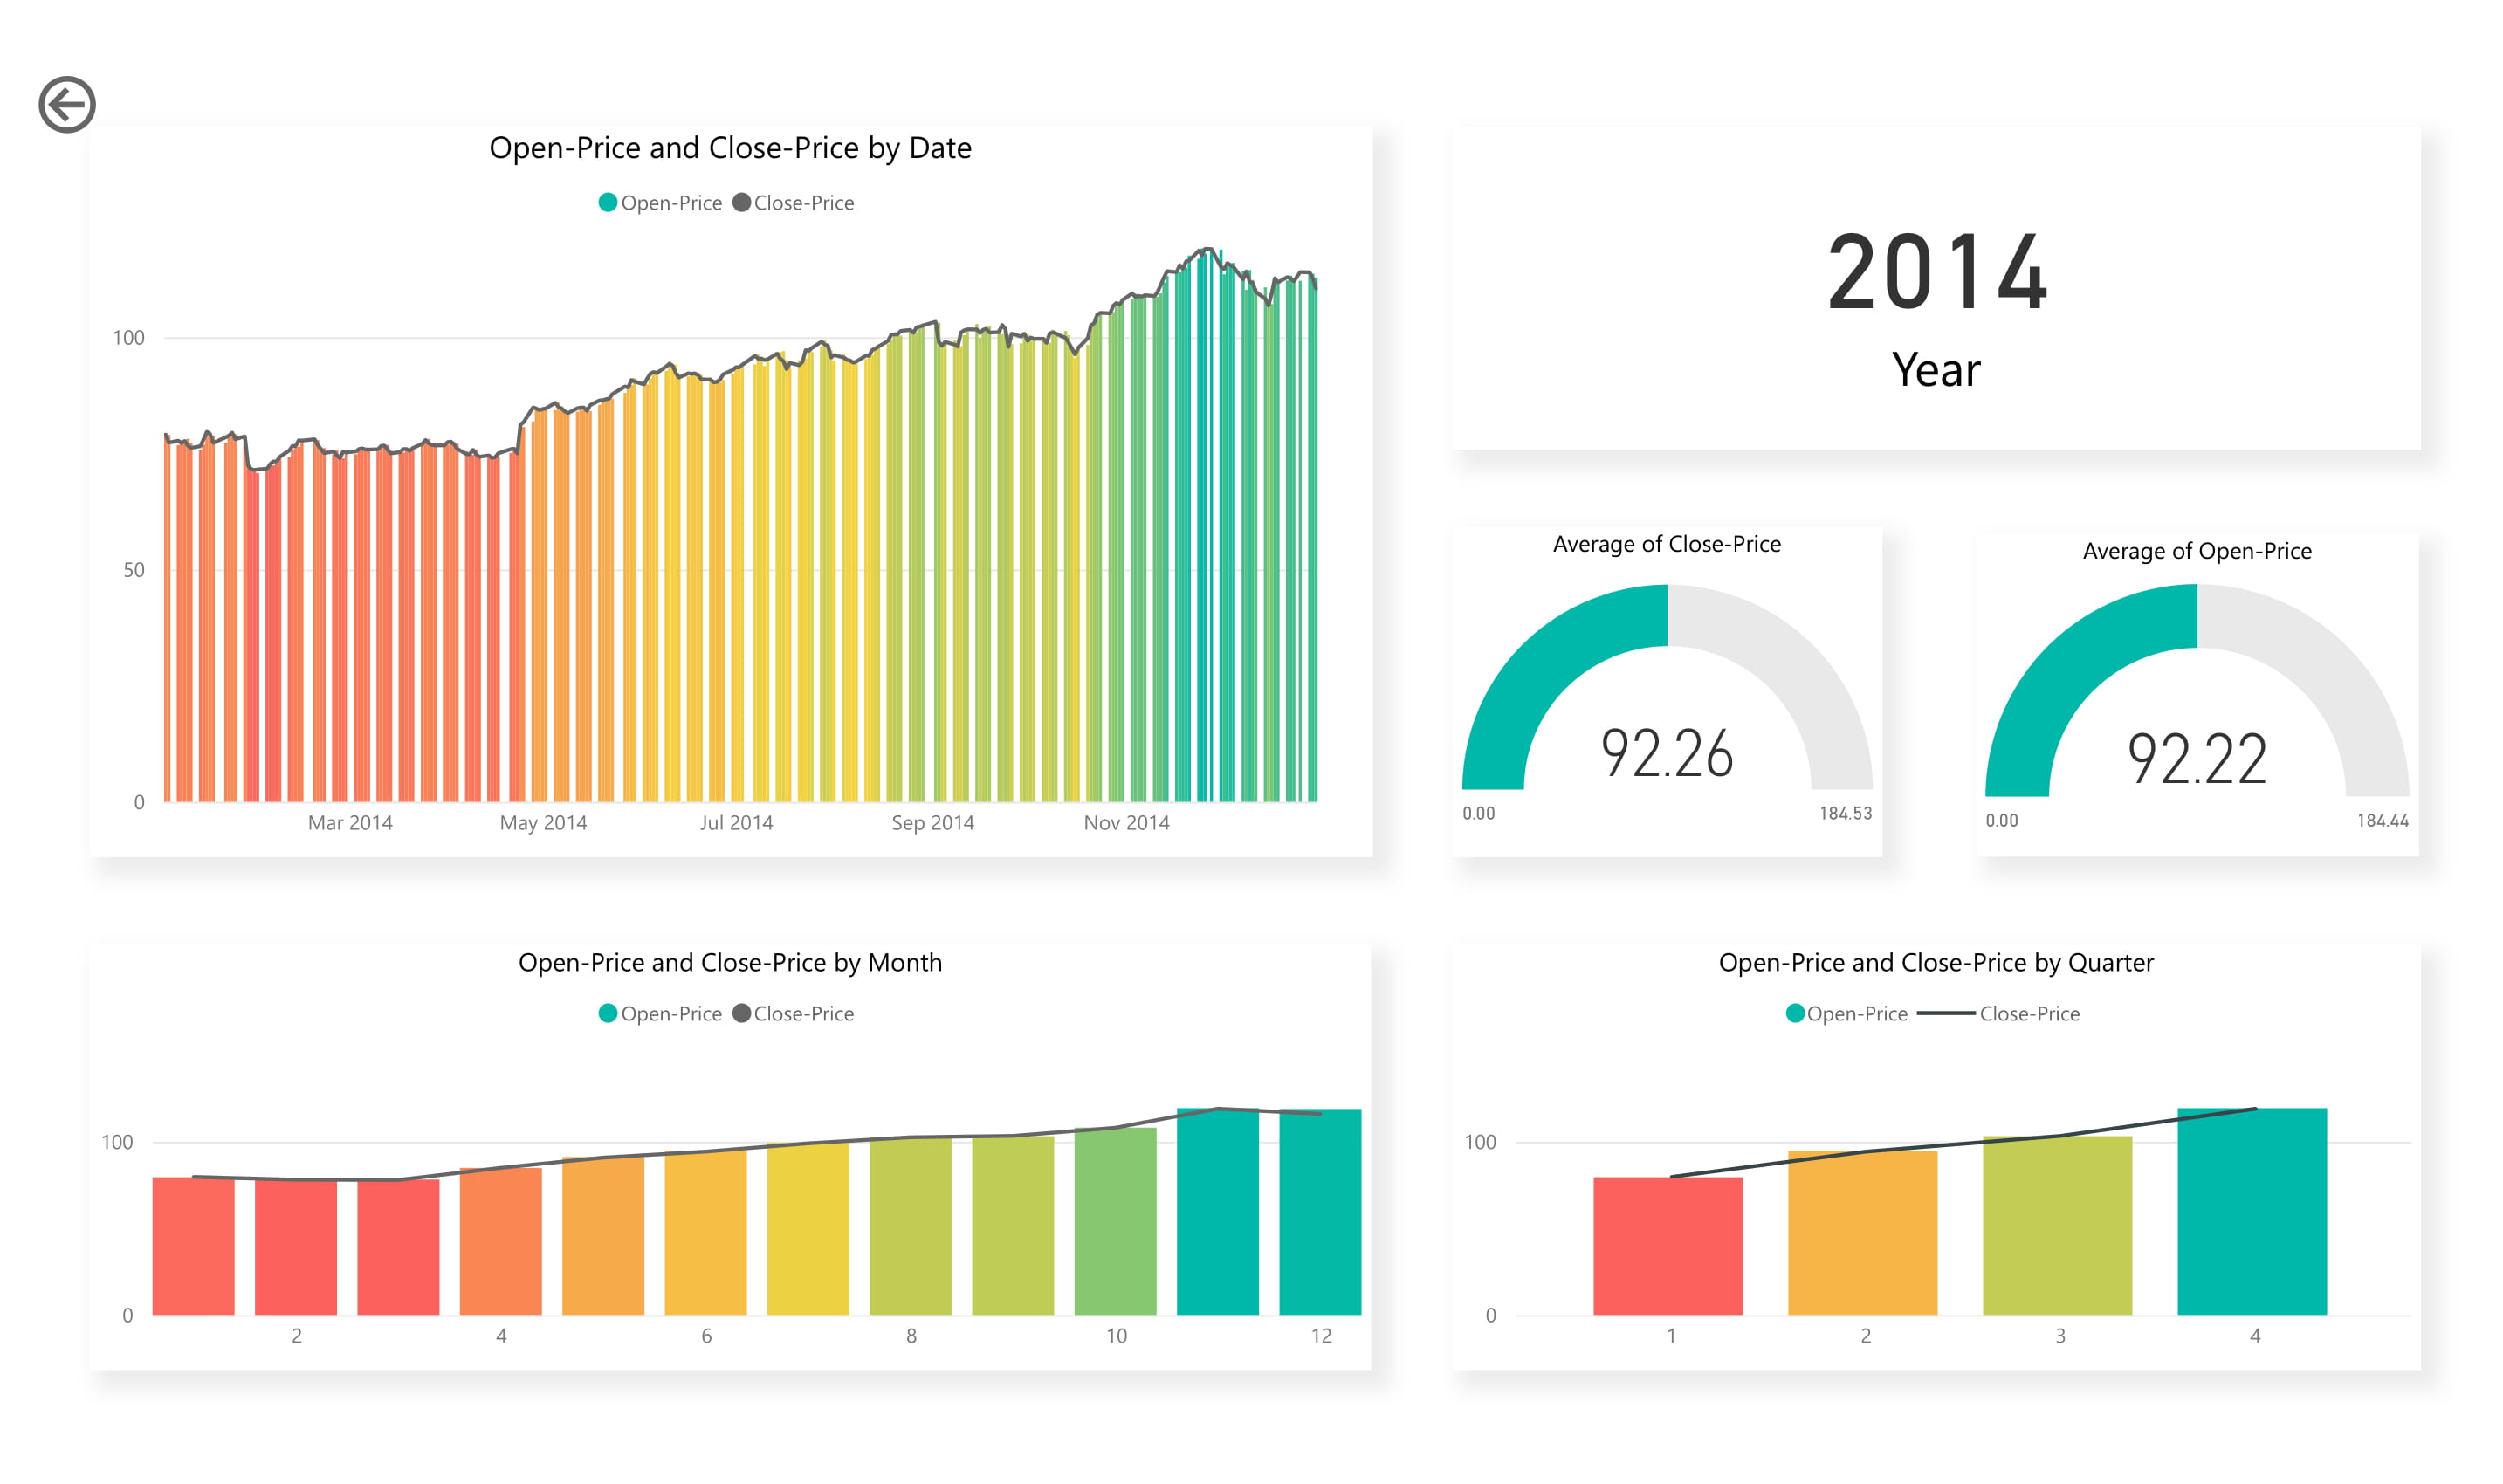 Open-Price and Close-Price by Date
Open-Price Close-Price
100
50
0
Mar 2014 May 2014 Jul 2014 Sep 2014 Nov 2014
2014
Year
Average of Close-Price
92.26
0.00 184.53
Average of Open-Price
92.22
0.00 184.44
Open-Price and Close-Price by Month
Open-Price Close-Price
100
0
2 4 6 8 10 12
Open-Price and Close-Price by Quarter
Open-Price Close-Price
100
0
1 2 3 4